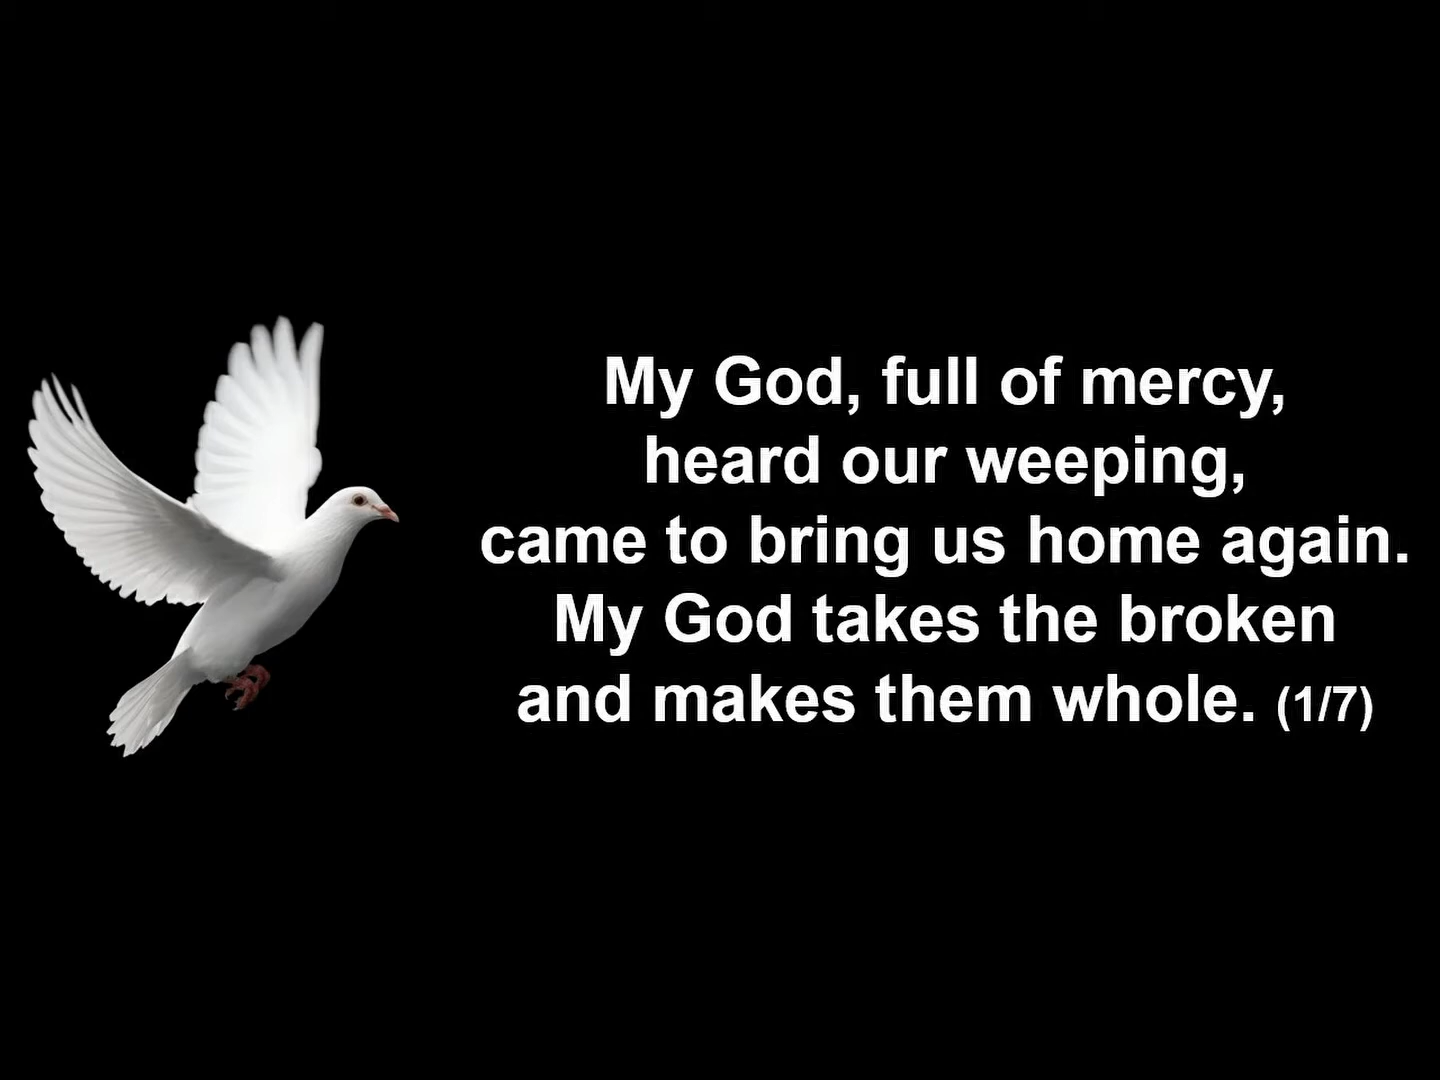 My God, full of mercy,
heard our weeping,
came to bring us home again.
My God takes the broken
and makes them whole. (1/7)